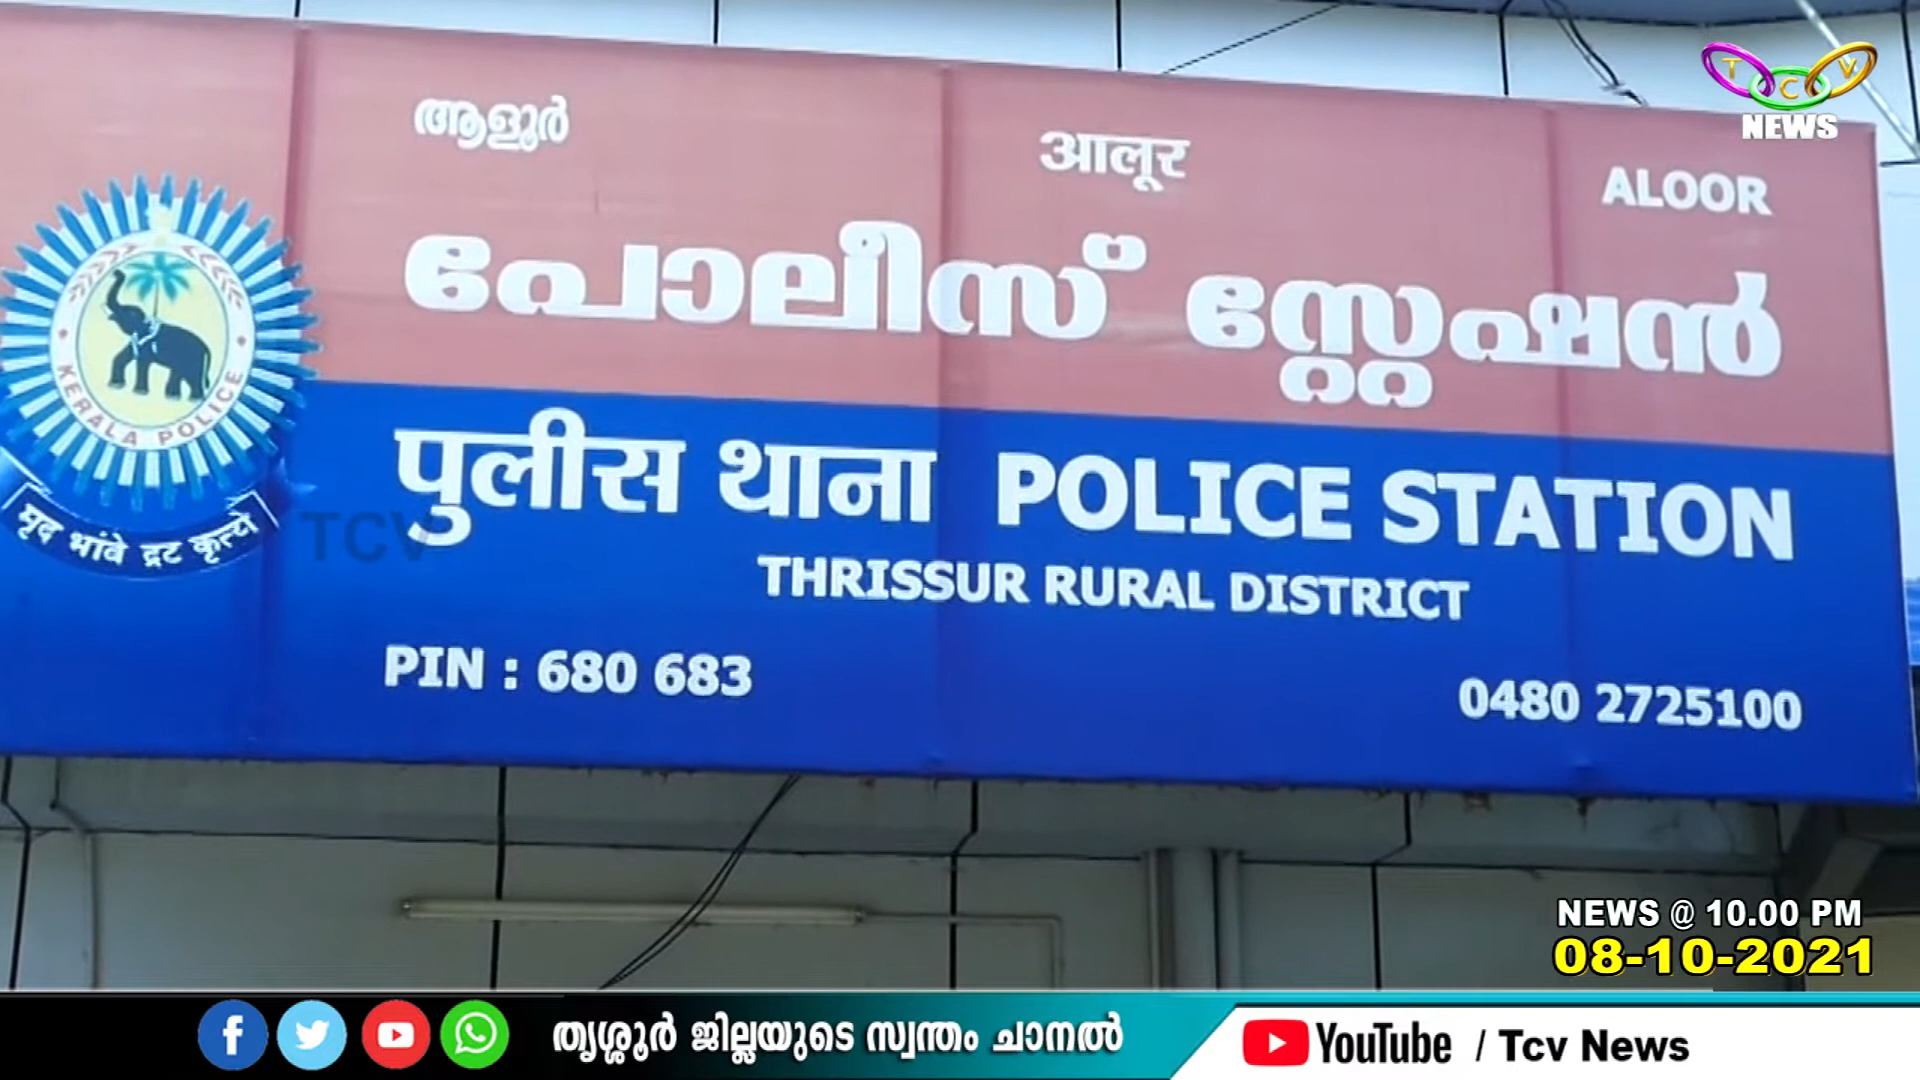 T C V
NEWS
ആളൂർ आलूर ALOOR
പോലീസ് സ്റ്റേഷൻ
KERALA POLICE
पुलीस थाना POLICE STATION
मृदु भावे द्रढ कृत्ये
TCV
THRISSUR RURAL DISTRICT
PIN : 680 683 0480 2725100
NEWS @ 10.00 PM
08-10-2021
തൃശ്ശൂർ ജില്ലയുടെ സ്വന്തം ചാനൽ
YouTube / Tcv News